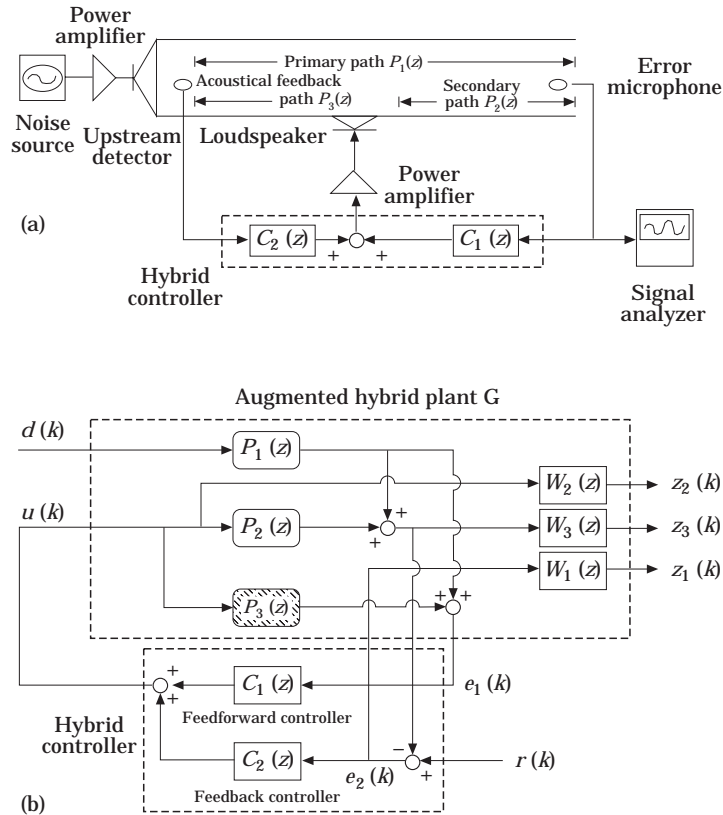 Power
amplifier
Noise
source
Upstream
detector
Primary path P₁(z)
Acoustical feedback
path P₃(z)
Secondary
path P₂(z)
Error
microphone
Loudspeaker
Power
amplifier
(a)
C₂ (z)
+
+
C₁ (z)
Hybrid
controller
Signal
analyzer
Augmented hybrid plant G
d (k)
P₁ (z)
W₂ (z)
z₂ (k)
u (k)
+
P₂ (z)
+
W₃ (z)
z₃ (k)
W₁ (z)
z₁ (k)
P₃ (z)
+ +
+
+
C₁ (z)
e₁ (k)
Feedforward controller
Hybrid
controller
C₂ (z)
e₂ (k)
−
+
r (k)
Feedback controller
(b)